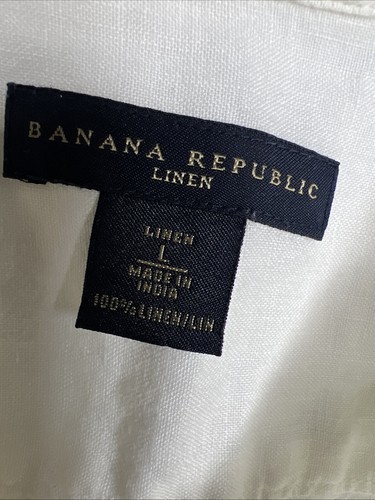 BANANA REPUBLIC
LINEN
LINEN
L
MADE IN
INDIA
100% LINEN/LIN